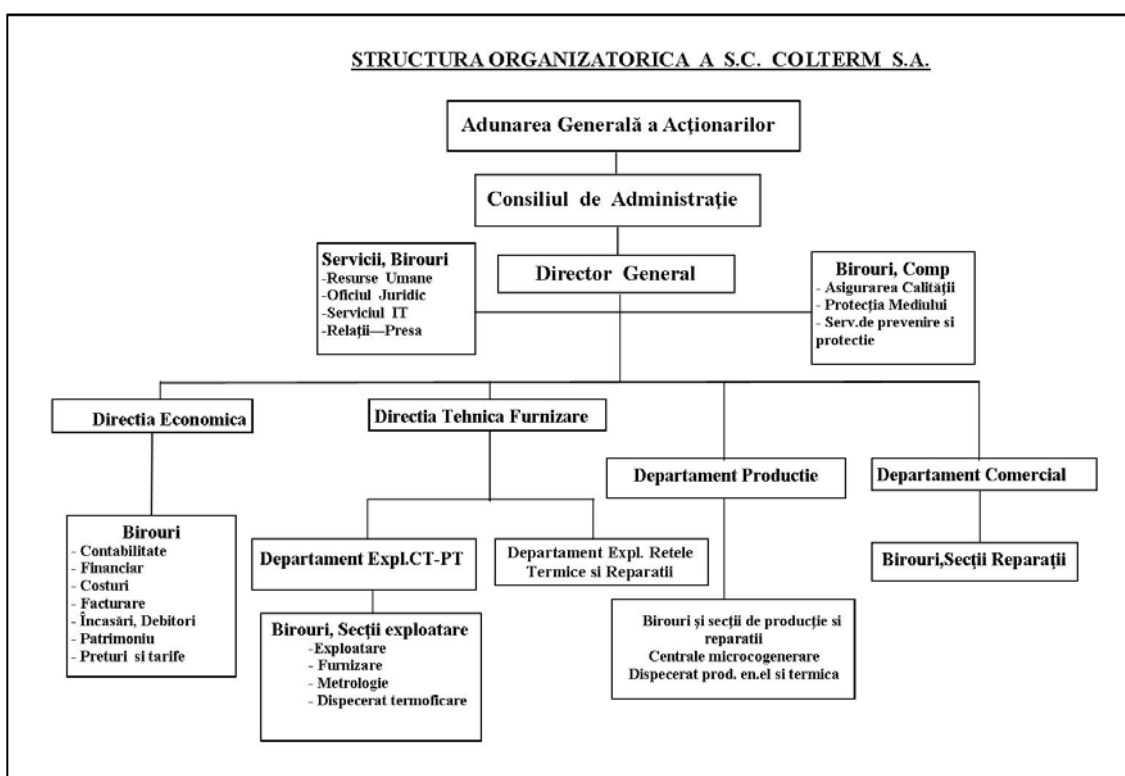 STRUCTURA ORGANIZATORICA A S.C. COLTERM S.A.
Adunarea Generală a Acționarilor
Consiliul de Administraţie
Servicii, Birouri
-Resurse Umane
-Oficiul Juridic
-Serviciul IT
-Relații—Presa
Director General
Birouri, Comp
- Asigurarea Calității
- Protecția Mediului
- Serv.de prevenire si
protectie
Directia Economica
Directia Tehnica Furnizare
Departament Productie
Departament Comercial
Birouri
- Contabilitate
- Financiar
- Costuri
- Facturare
- Încasări, Debitori
- Patrimoniu
- Preturi si tarife
Departament Expl.CT-PT
Departament Expl. Retele
Termice si Reparatii
Birouri,Secții Reparații
Birouri, Secții exploatare
-Exploatare
- Furnizare
- Metrologie
- Dispecerat termoficare
Birouri și secții de producție si
reparatii
Centrale microcogenerare
Dispecerat prod. en.el si termica